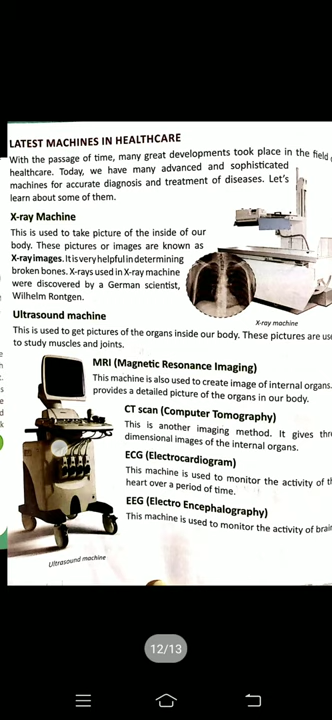 LATEST MACHINES IN HEALTHCARE
With the passage of time, many great developments took place in the field
healthcare. Today, we have many advanced and sophisticated
machines for accurate diagnosis and treatment of diseases. Let's
learn about some of them.
X-ray Machine
This is used to take picture of the inside of our
body. These pictures or images are known as
X-ray images. It is very helpful in determining
broken bones. X-rays used in X-ray machine
were discovered by a German scientist,
Wilhelm Rontgen.
X-ray machine
Ultrasound machine
This is used to get pictures of the organs inside our body. These pictures are us
to study muscles and joints.
MRI (Magnetic Resonance Imaging)
This machine is also used to create image of internal organs.
provides a detailed picture of the organs in our body.
CT scan (Computer Tomography)
This is another imaging method. It gives thr
dimensional images of the internal organs.
ECG (Electrocardiogram)
This machine is used to monitor the activity of th
heart over a period of time.
EEG (Electro Encephalography)
This machine is used to monitor the activity of brai
Ultrasound machine
12/13